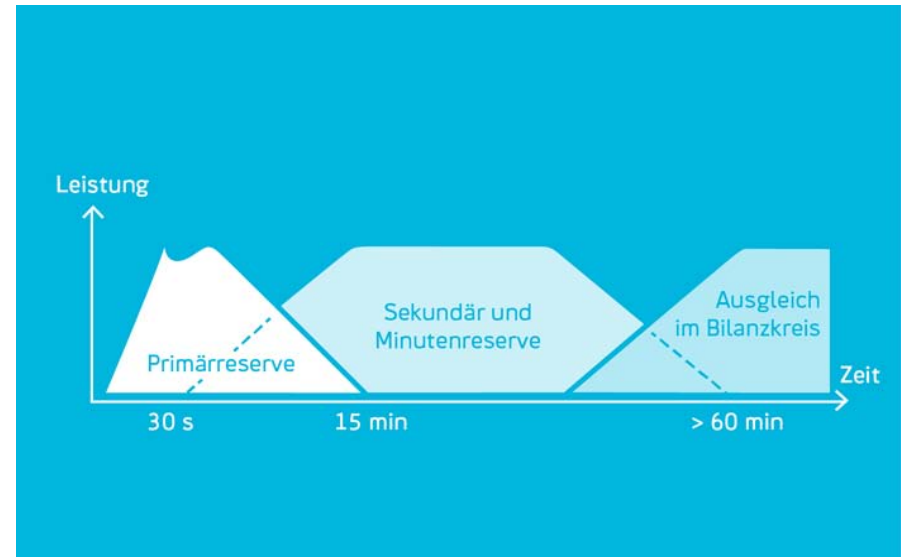 Leistung
Primärreserve
Sekundär und
Minutenreserve
Ausgleich
im Bilanzkreis
Zeit
30 s
15 min
> 60 min